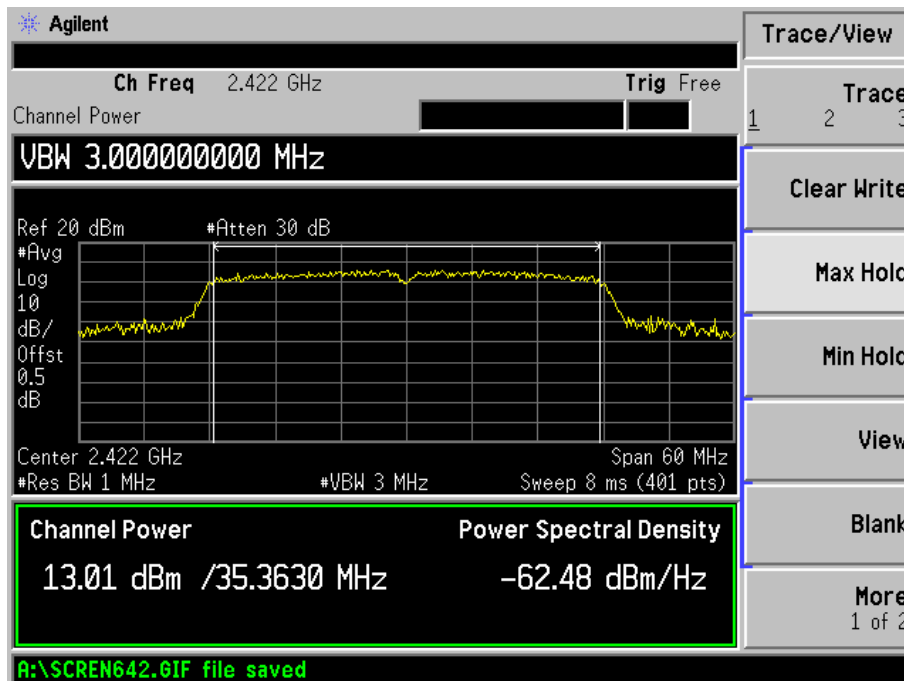 Agilent
Trace/View
Ch Freq 2.422 GHz Trig Free
Channel Power
Trace
1 2 3
VBW 3.000000000 MHz
Clear Write
Ref 20 dBm #Atten 30 dB
#Avg
Log
10
dB/
Offst
0.5
dB
Max Hold
Min Hold
Center 2.422 GHz Span 60 MHz
#Res BW 1 MHz #VBW 3 MHz Sweep 8 ms (401 pts)
View
Channel Power Power Spectral Density
13.01 dBm /35.3630 MHz -62.48 dBm/Hz
Blank
More
1 of 2
A:\SCREN642.GIF file saved